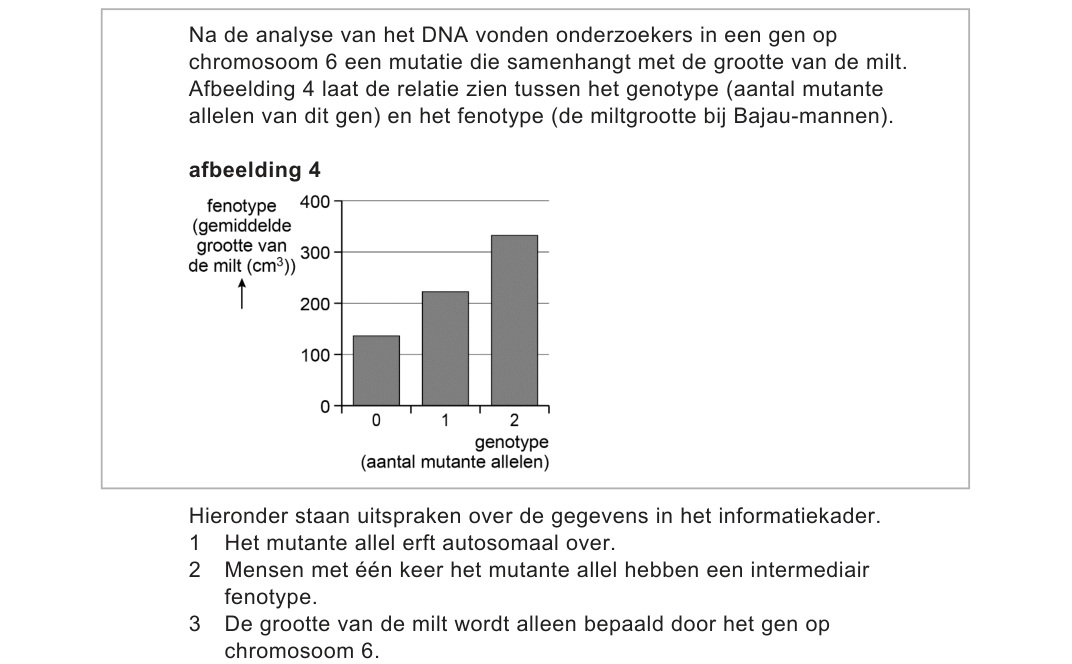 Na de analyse van het DNA vonden onderzoekers in een gen op
chromosoom 6 een mutatie die samenhangt met de grootte van de milt.
Afbeelding 4 laat de relatie zien tussen het genotype (aantal mutante
allelen van dit gen) en het fenotype (de miltgrootte bij Bajau-mannen).
afbeelding 4
fenotype
(gemiddelde
grootte van
de milt (cm³))
400
300
200
100
0
0 1 2
genotype
(aantal mutante allelen)
Hieronder staan uitspraken over de gegevens in het informatiekader.
1 Het mutante allel erft autosomaal over.
2 Mensen met één keer het mutante allel hebben een intermediair
fenotype.
3 De grootte van de milt wordt alleen bepaald door het gen op
chromosoom 6.